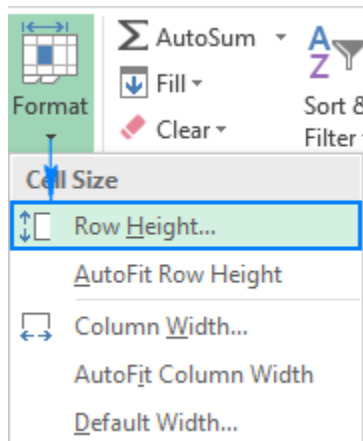 Format
AutoSum
Fill
Clear
A
Z
Sort &
Filter
Cell Size
Row Height...
AutoFit Row Height
Column Width...
AutoFit Column Width
Default Width...